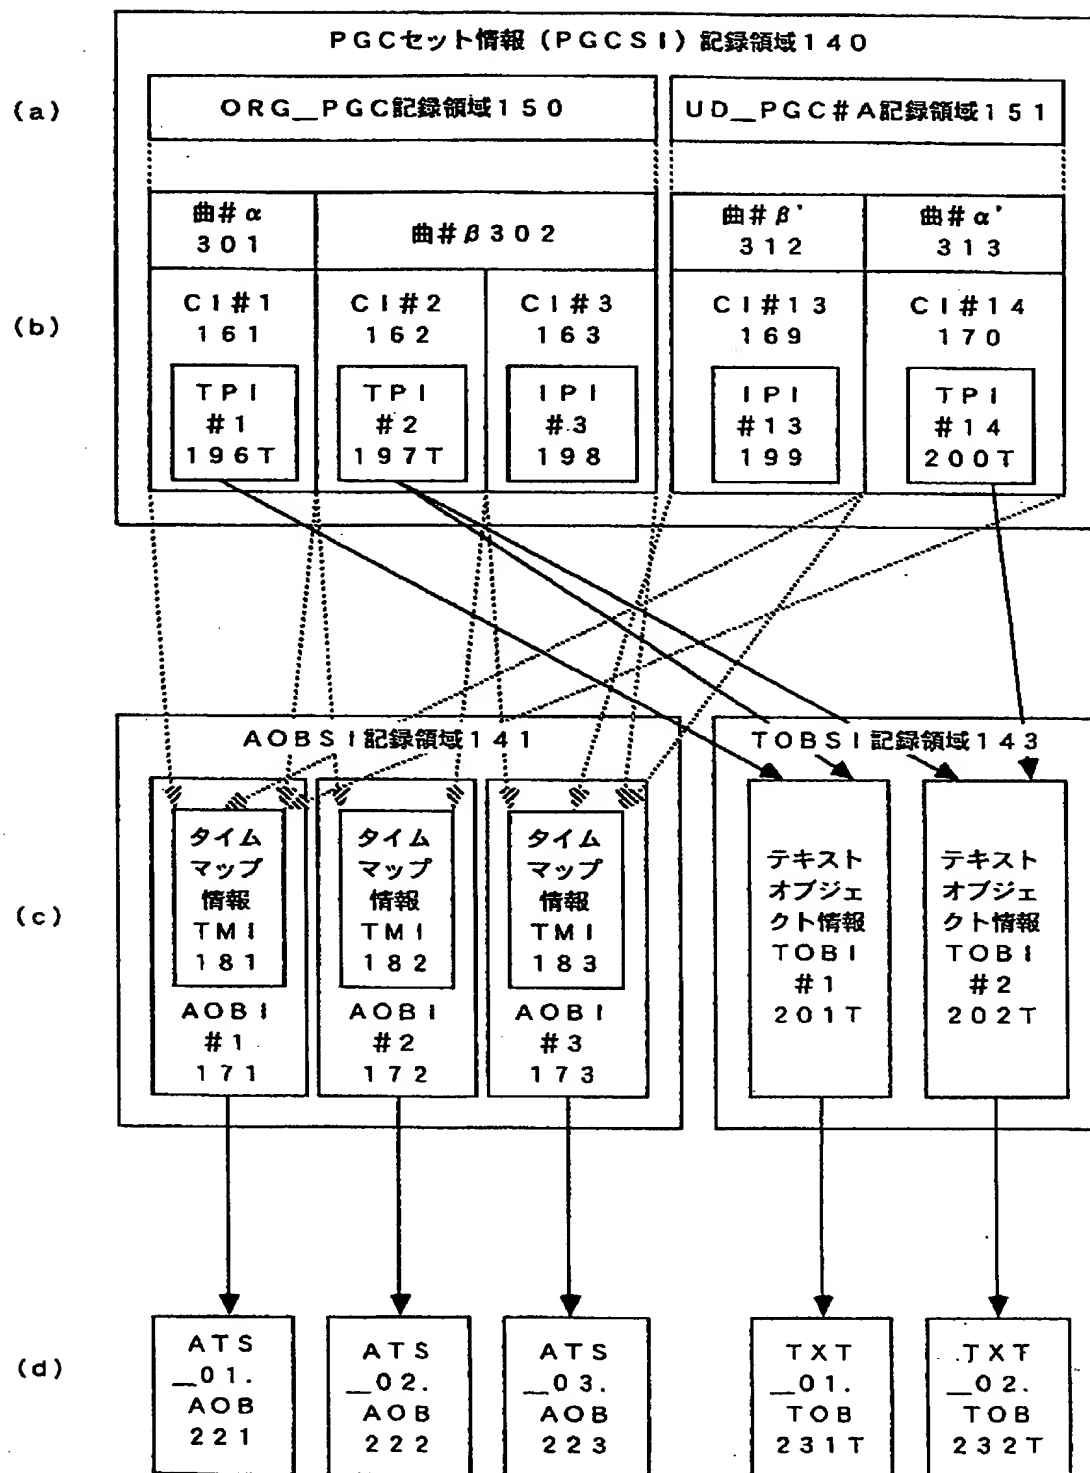 PGCセット情報（PGCSI）記録領域140
(a)
ORG__PGC記録領域150
UD__PGC#A記録領域151
曲#α
301
曲#β302
曲#β'
312
曲#α'
313
(b)
CI#1
161
CI#2
162
CI#3
163
CI#13
169
CI#14
170
TPI
#1
196T
TPI
#2
197T
IPI
#3
198
IPI
#13
199
TPI
#14
200T
AOBSI記録領域141
TOBSI記録領域143
(c)
タイム
マップ
情報
TMI
181
AOBI
#1
171
タイム
マップ
情報
TMI
182
AOBI
#2
172
タイム
マップ
情報
TMI
183
AOBI
#3
173
テキスト
オブジェ
クト情報
TOBI
#1
201T
テキスト
オブジェ
クト情報
TOBI
#2
202T
(d)
ATS
__01.
AOB
221
ATS
__02.
AOB
222
ATS
__03.
AOB
223
TXT
__01.
TOB
231T
TXT
__02.
TOB
232T